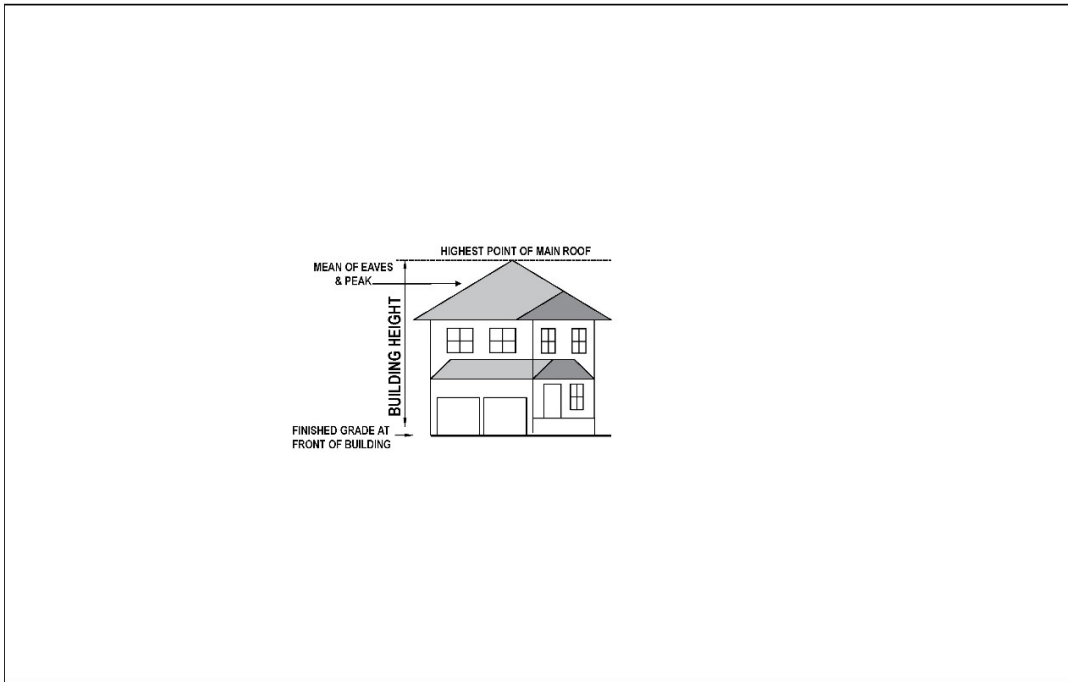 HIGHEST POINT OF MAIN ROOF
MEAN OF EAVES
& PEAK
BUILDING HEIGHT
FINISHED GRADE AT
FRONT OF BUILDING